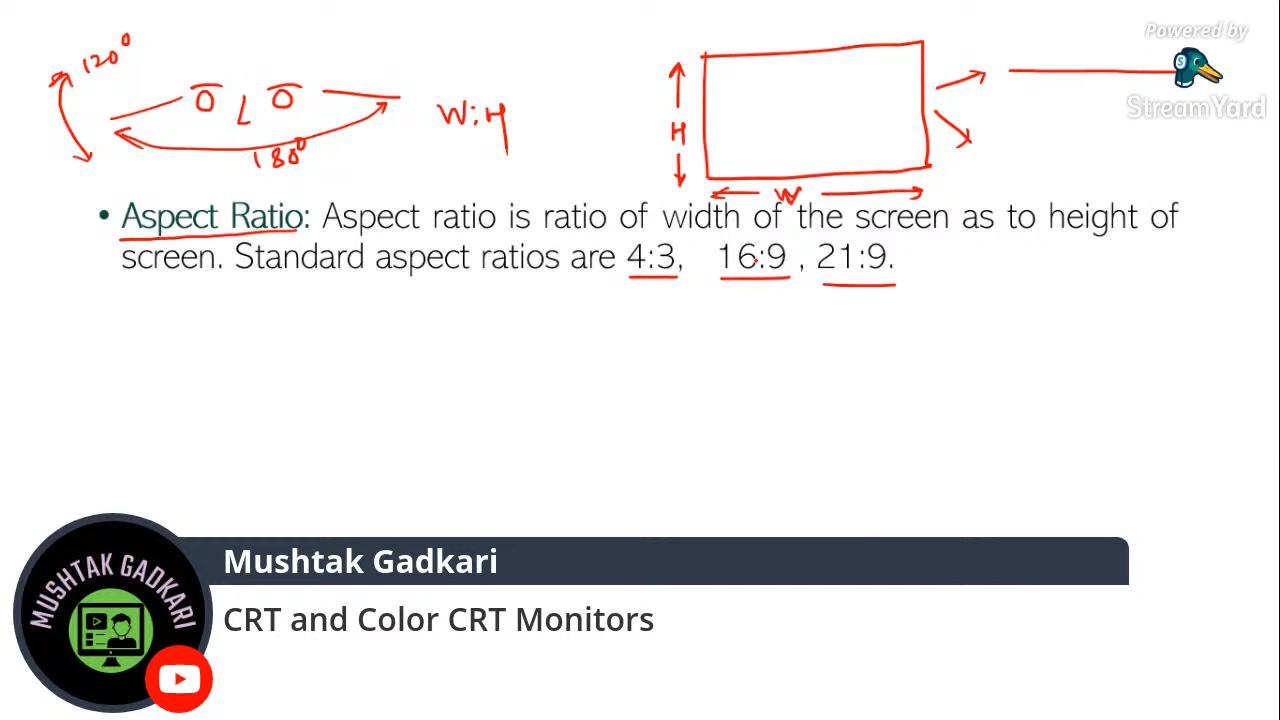 Powered by
StreamYard
120°
180°
W:H
H
W
• Aspect Ratio: Aspect ratio is ratio of width of the screen as to height of
screen. Standard aspect ratios are 4:3, 16:9 , 21:9.
MUSHTAK GADKARI
Mushtak Gadkari
CRT and Color CRT Monitors